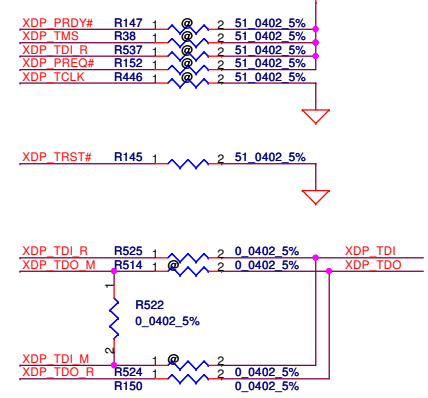 XDP_PRDY# R147 1 @ 2 51_0402_5%
XDP_TMS R38 1 @ 2 51_0402_5%
XDP_TDI_R R537 1 @ 2 51_0402_5%
XDP_PREQ# R152 1 @ 2 51_0402_5%
XDP_TCLK R446 1 @ 2 51_0402_5%
XDP_TRST# R145 1 2 51_0402_5%
XDP_TDI_R R525 1 2 0_0402_5% XDP_TDI
XDP_TDO_M R514 1 @ 2 0_0402_5% XDP_TDO
1
R522
0_0402_5%
2
XDP_TDI_M 1 @ 2
XDP_TDO_R R524 1 2 0_0402_5%
R150 0_0402_5%